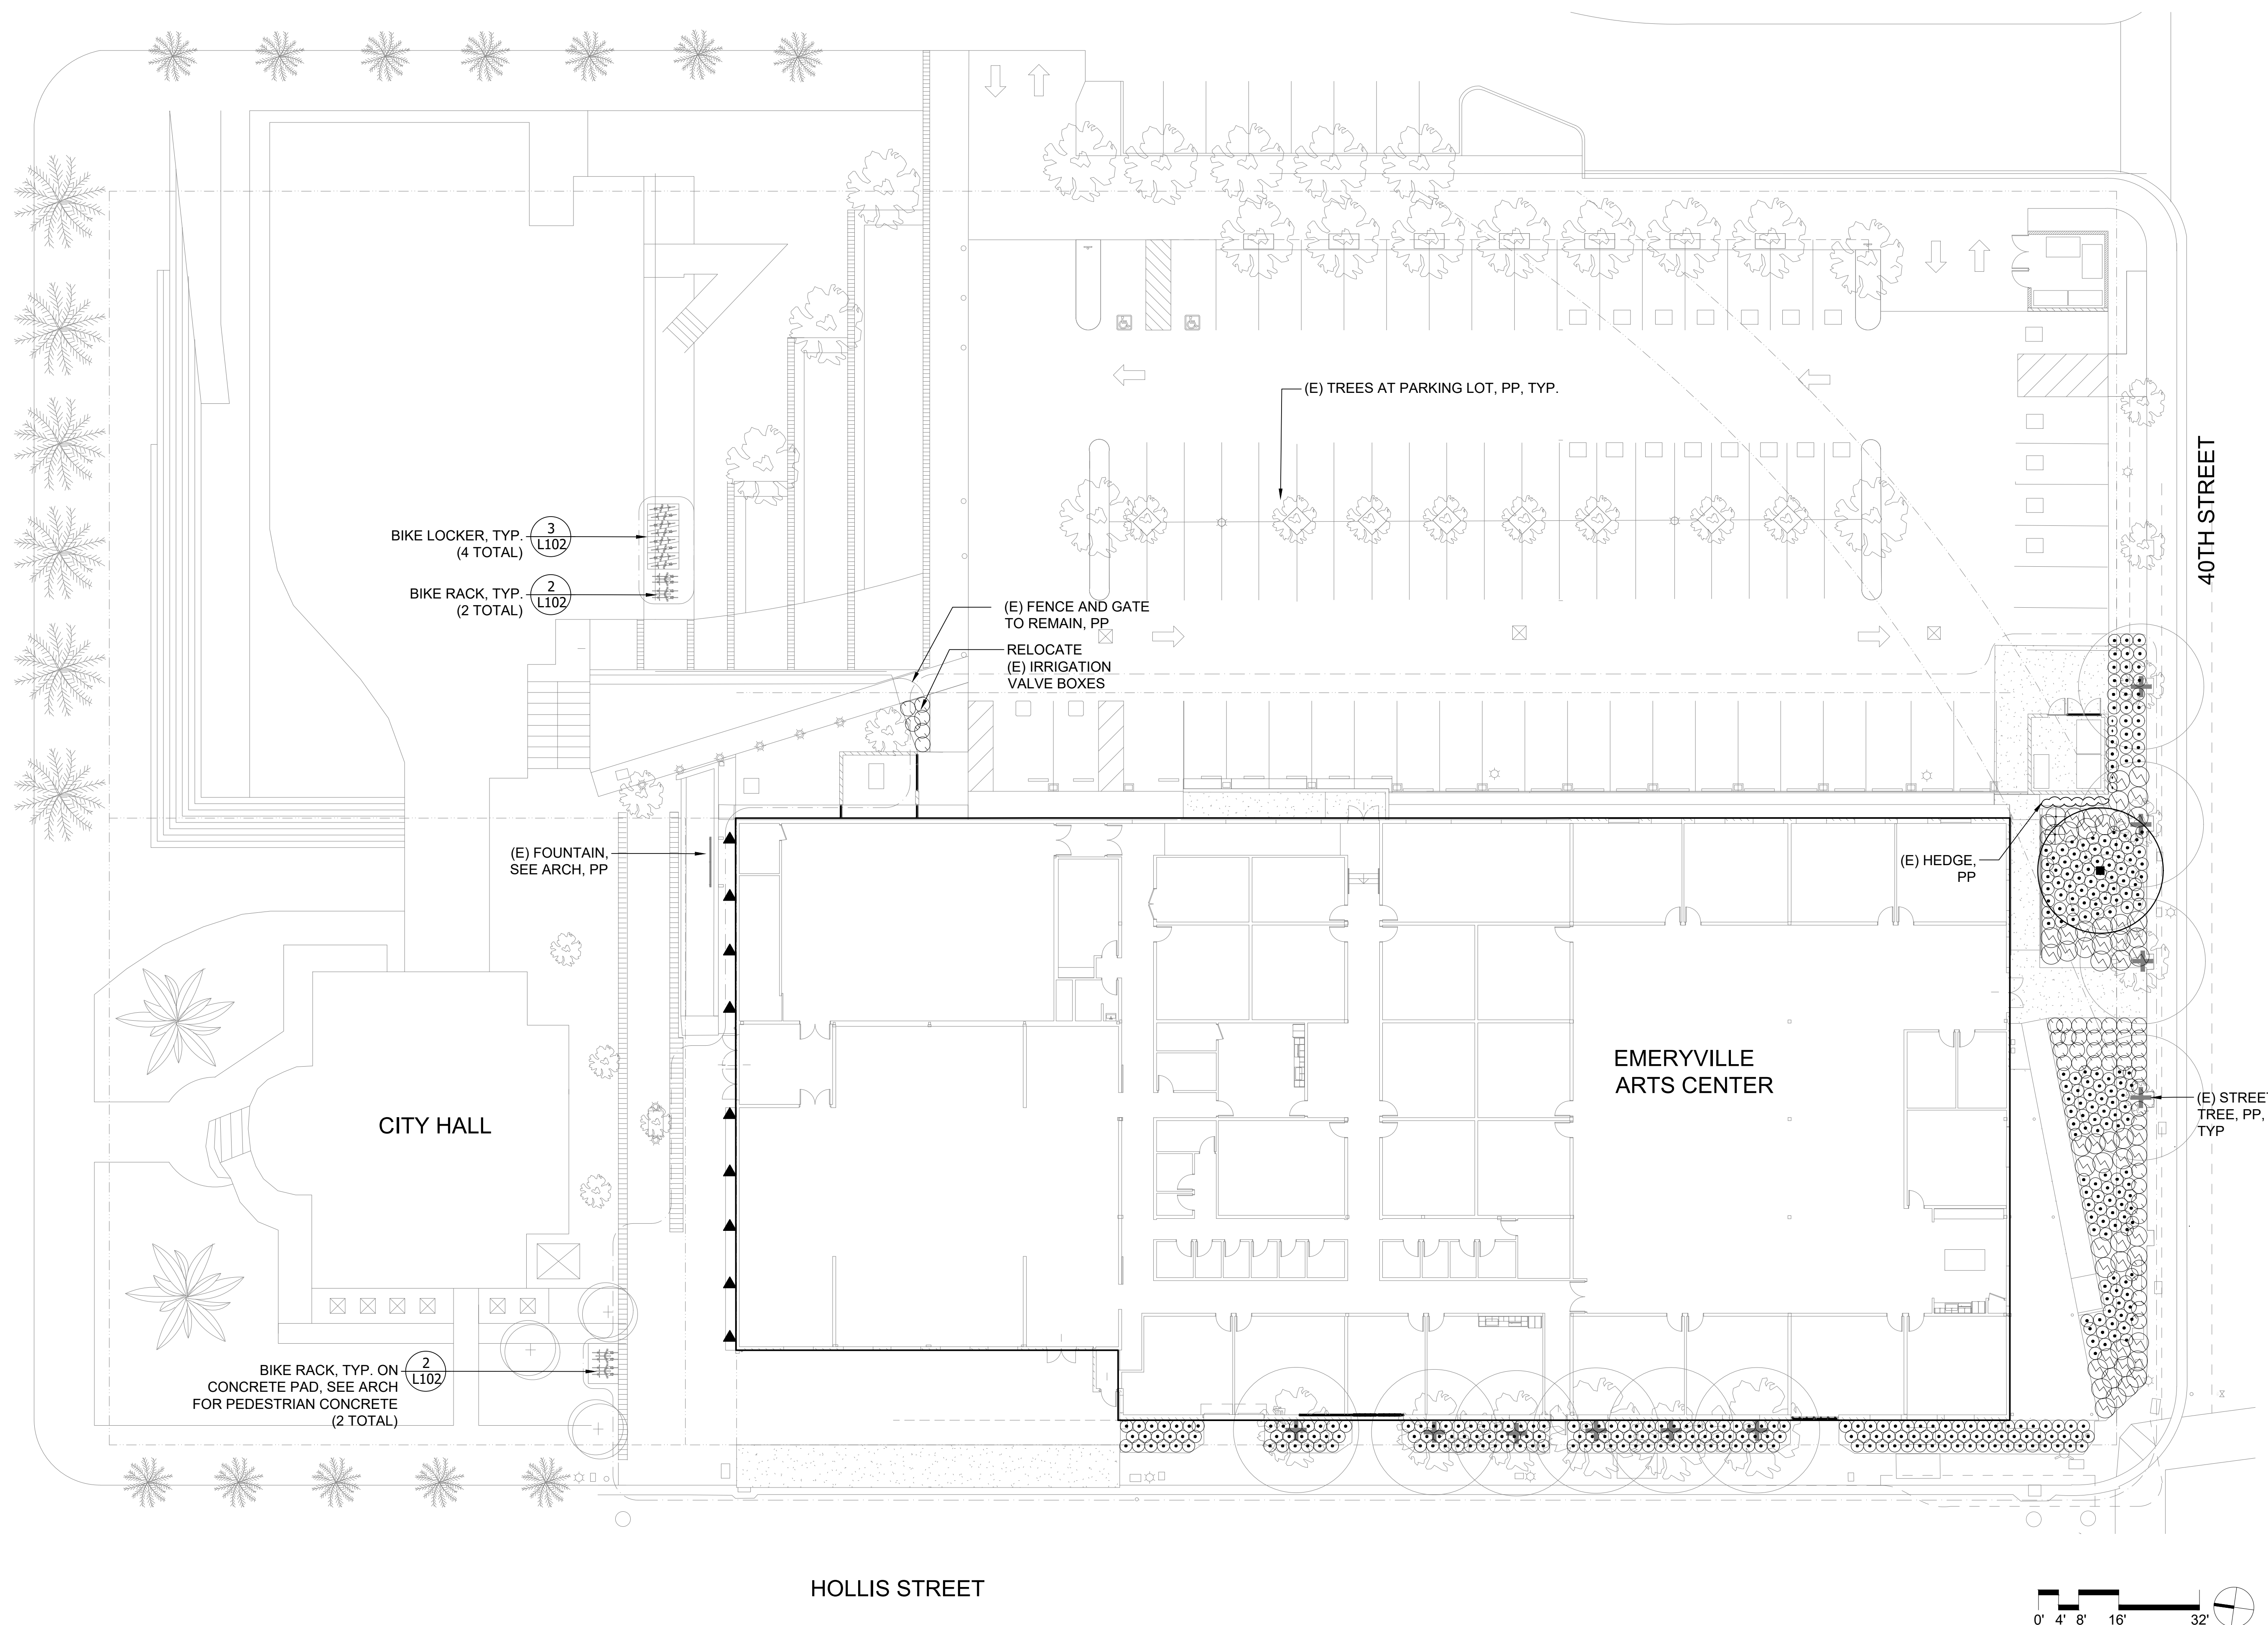 (E) TREES AT PARKING LOT, PP, TYP.
40TH STREET
BIKE LOCKER, TYP.
(4 TOTAL)
3
L102
BIKE RACK, TYP.
(2 TOTAL)
2
L102
(E) FENCE AND GATE
TO REMAIN, PP
RELOCATE
(E) IRRIGATION
VALVE BOXES
(E) FOUNTAIN,
SEE ARCH, PP
(E) HEDGE,
PP
EMERYVILLE
ARTS CENTER
CITY HALL
(E) STREET
TREE, PP,
TYP
BIKE RACK, TYP. ON
CONCRETE PAD, SEE ARCH
FOR PEDESTRIAN CONCRETE
(2 TOTAL)
2
L102
HOLLIS STREET
0' 4' 8' 16' 32'